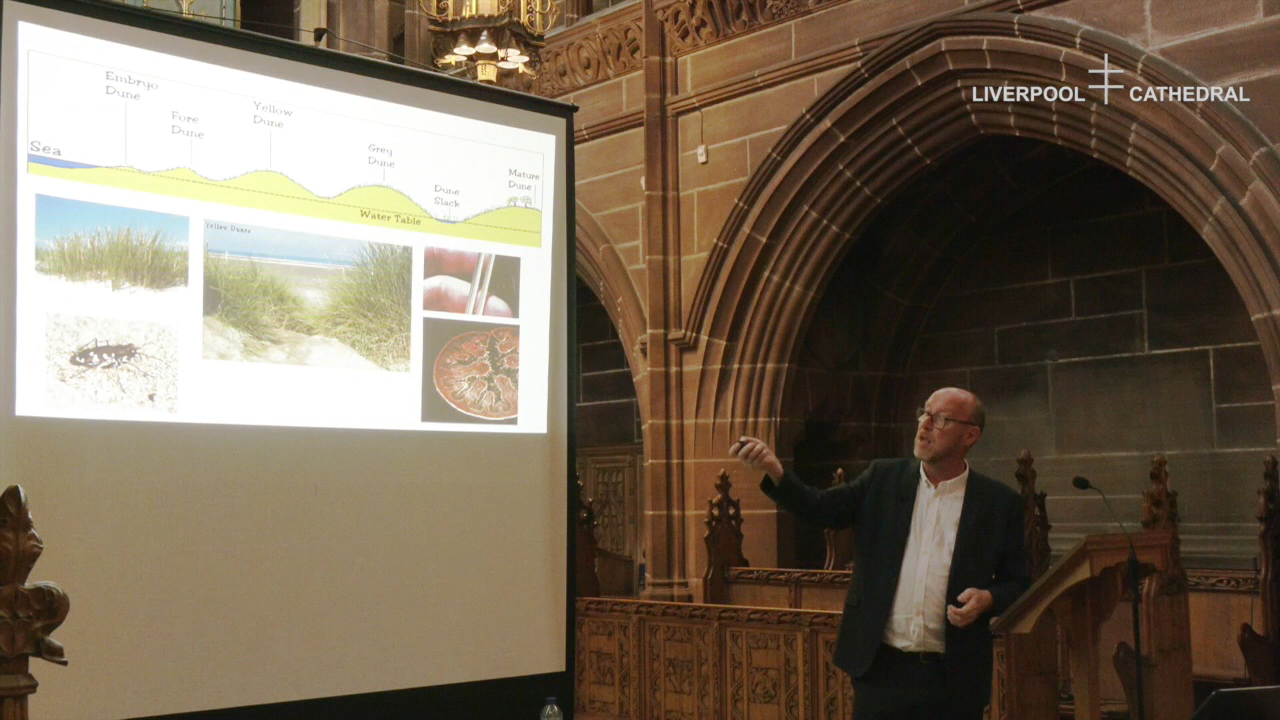 Embryo
Dune
Fore
Dune
Yellow
Dune
Sea
Grey
Dune
Dune
Slack
Mature
Dune
Water Table
Yellow Dunes
LIVERPOOL CATHEDRAL